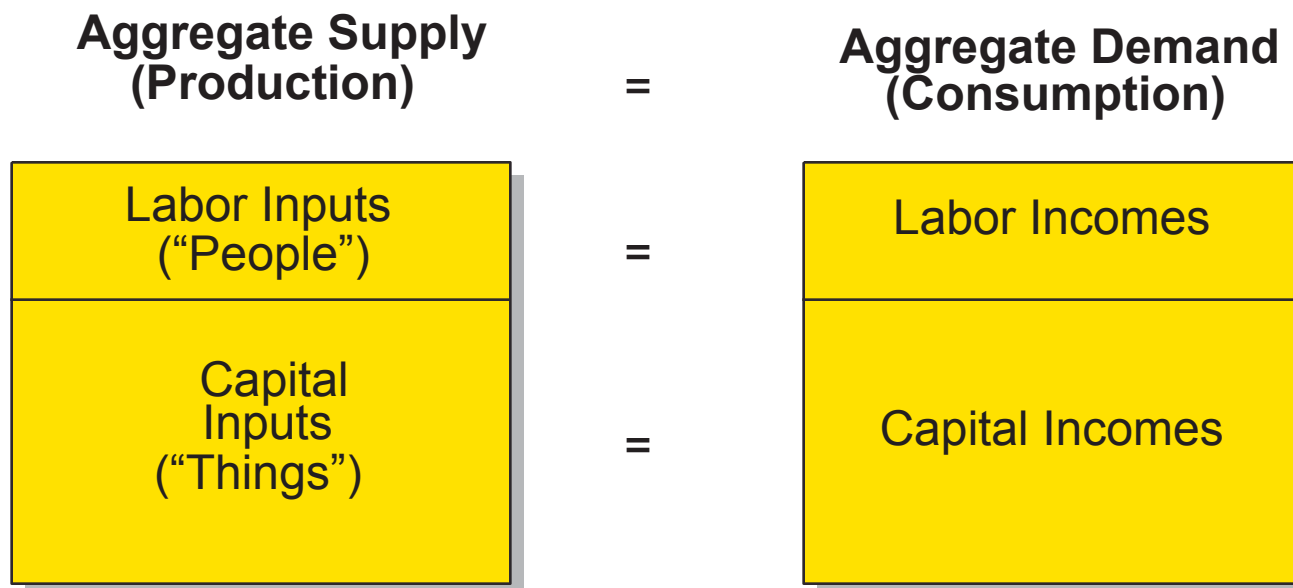 Aggregate Supply
(Production)
=
Aggregate Demand
(Consumption)
Labor Inputs
(“People”)
=
Labor Incomes
Capital
Inputs
(“Things”)
=
Capital Incomes